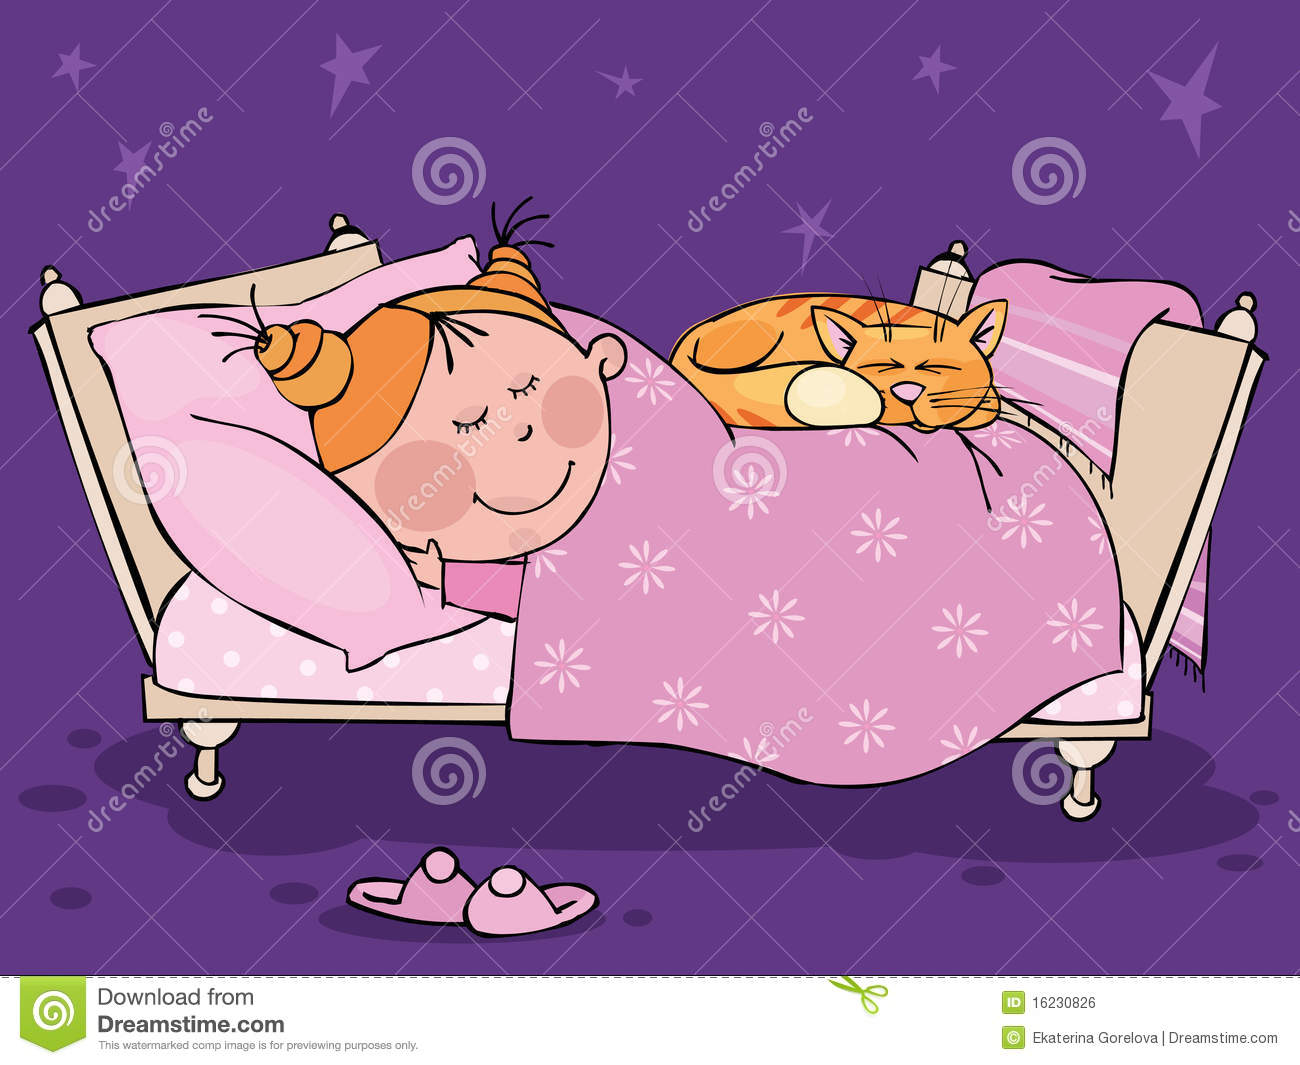 dreamstime
dreamstime
dreamstime
dreamstime
dreamstime
dreamstime
dreamstime
Download from
Dreamstime.com
This watermarked comp image is for previewing purposes only.
ID 16230826
© Ekaterina Gorelova | Dreamstime.com